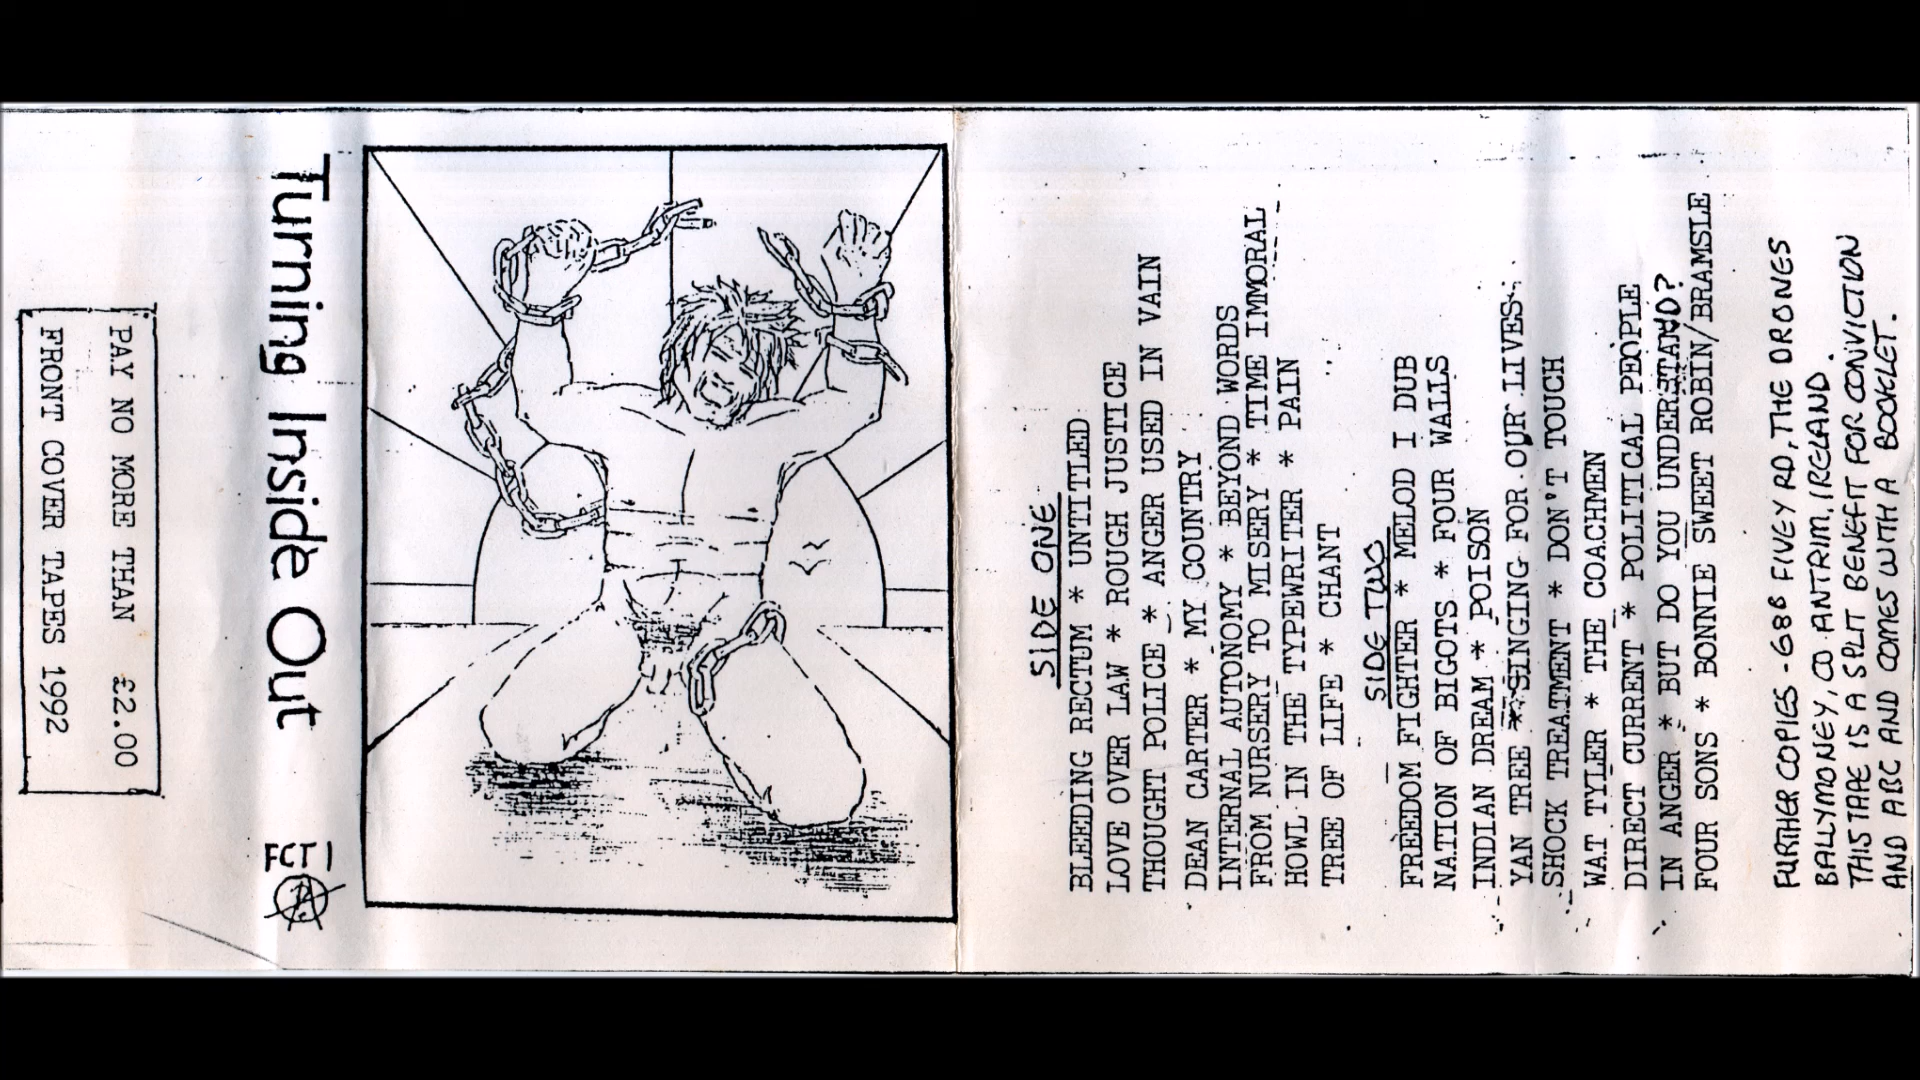 PAY NO MORE THAN £2.00
FRONT COVER TAPES 1992
Turning Inside Out
FCT 1
SIDE ONE
BLEEDING RECTUM * UNTITLED
LOVE OVER LAW * ROUGH JUSTICE
THOUGHT POLICE * ANGER USED IN VAIN
DEAN CARTER * MY COUNTRY
INTERNAL AUTONOMY * BEYOND WORDS
FROM NURSERY TO MISERY * TIME IMMORAL
HOWL IN THE TYPEWRITER * PAIN
TREE OF LIFE * CHANT
SIDE TWO
FREEDOM FIGHTER * MELOD I DUB
NATION OF BIGOTS * FOUR WALLS
INDIAN DREAM * POISON
YAN TREE * SINGING FOR OUR LIVES
SHOCK TREATMENT * DON'T TOUCH
WAT TYLER * THE COACHMEN
DIRECT CURRENT * POLITICAL PEOPLE
IN ANGER * BUT DO YOU UNDERSTAND?
FOUR SONS * BONNIE SWEET ROBIN/BRAMSLE
FURTHER COPIES - 68B FIVEY RD, THE DRONES
BALLYMONEY, CO ANTRIM, IRELAND.
THIS TAPE IS A SPLIT BENEFIT FOR CONVICTION
AND ABC AND COMES WITH A BOOKLET.